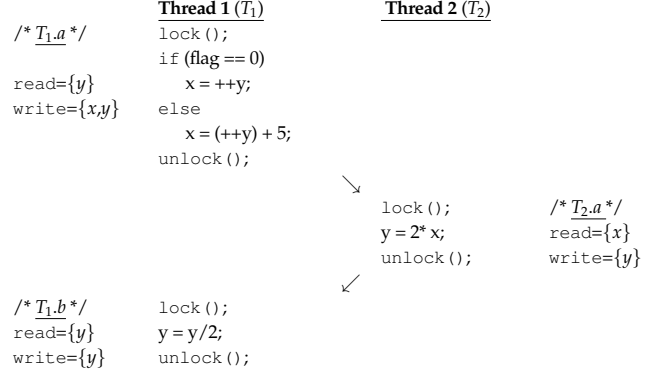 Thread 1 (T₁) Thread 2 (T₂)
/* T₁.a */ lock();
if (flag == 0)
read={y} x = ++y;
write={x,y} else
x = (++y) + 5;
unlock();
↘
lock(); /* T₂.a */
y = 2* x; read={x}
unlock(); write={y}
↙
/* T₁.b */ lock();
read={y} y = y/2;
write={y} unlock();